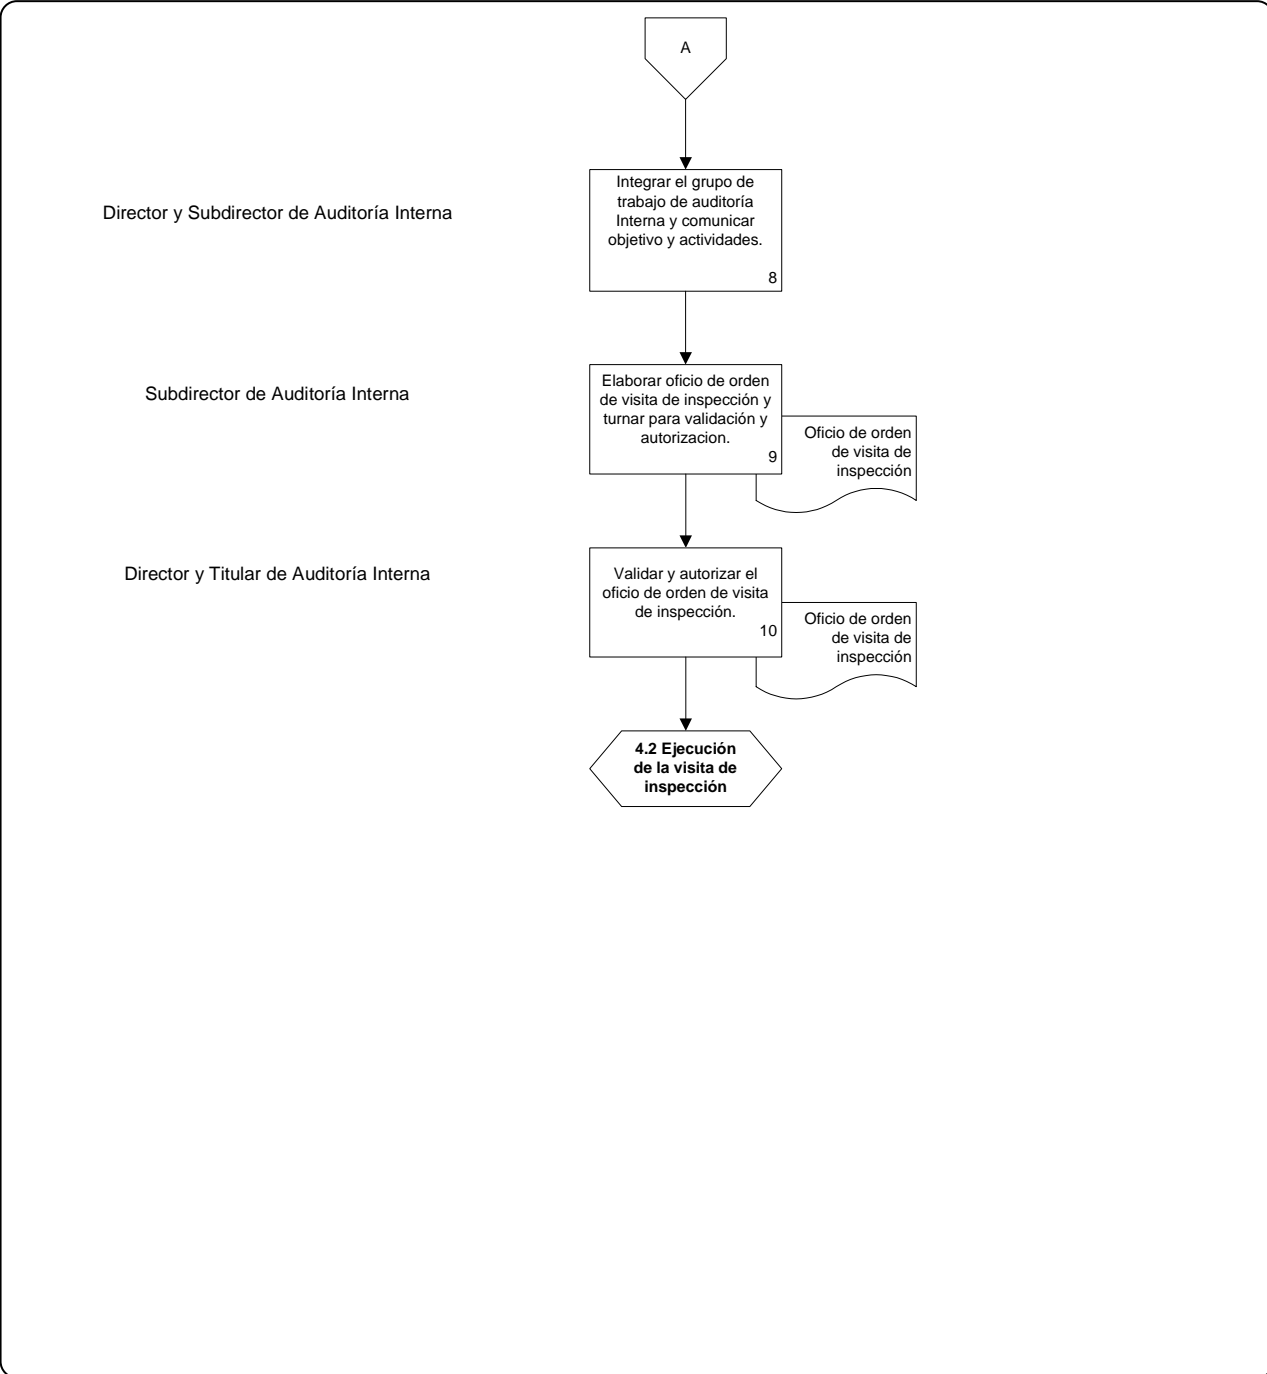 A
Director y Subdirector de Auditoría Interna
Integrar el grupo de
trabajo de auditoría
Interna y comunicar
objetivo y actividades.
8
Subdirector de Auditoría Interna
Elaborar oficio de orden
de visita de inspección y
turnar para validación y
autorizacion.
9
Oficio de orden
de visita de
inspección
Director y Titular de Auditoría Interna
Validar y autorizar el
oficio de orden de visita
de inspección.
10
Oficio de orden
de visita de
inspección
4.2 Ejecución
de la visita de
inspección